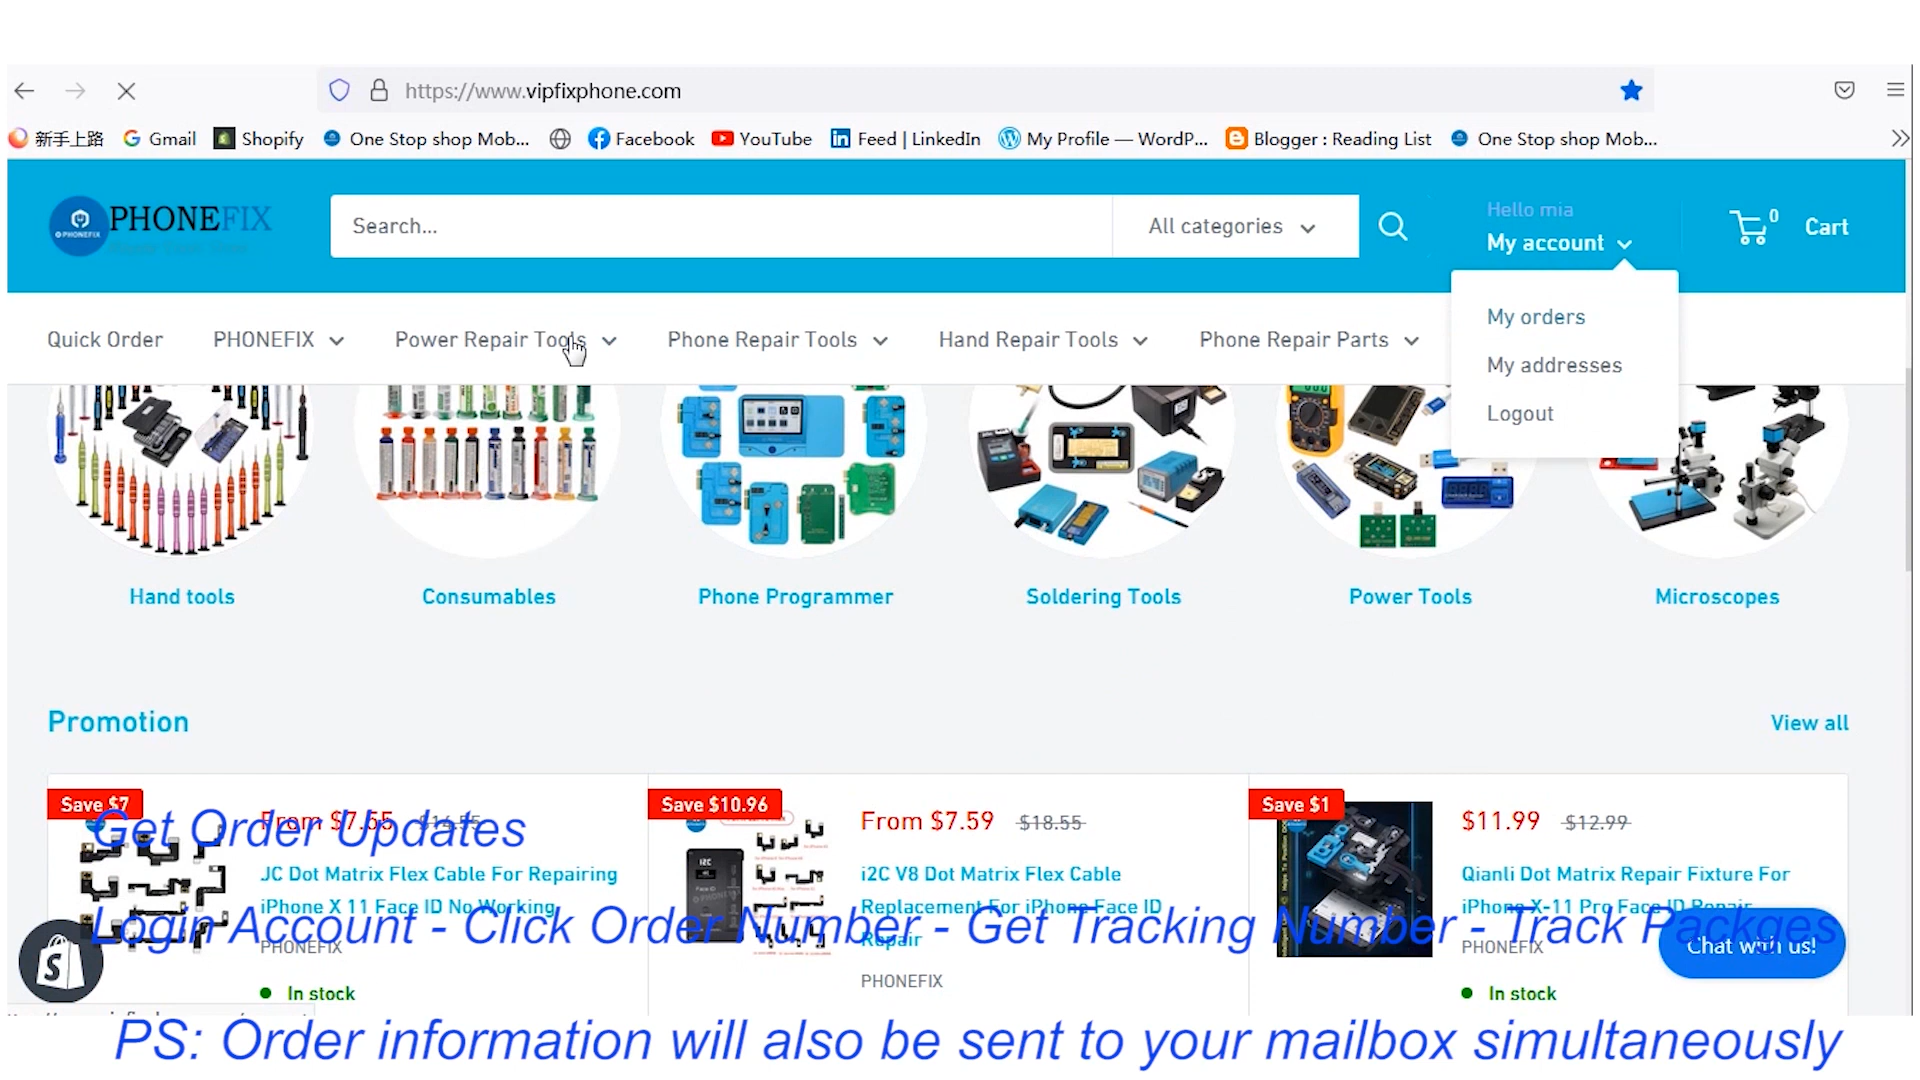 https://www.vipfixphone.com
新手上路 Gmail Shopify One Stop shop Mob... Facebook YouTube Feed | LinkedIn My Profile — WordP... Blogger : Reading List One Stop shop Mob...
PHONEFIX
PHONEFIX
Search...
All categories
Hello mia
My account
0
Cart
Quick Order PHONEFIX Power Repair Tools Phone Repair Tools Hand Repair Tools Phone Repair Parts
My orders
My addresses
Logout
Hand tools Consumables Phone Programmer Soldering Tools Power Tools Microscopes
Promotion
View all
Save $7
From $7.55 $14.55
JC Dot Matrix Flex Cable For Repairing
iPhone X 11 Face ID No Working
PHONEFIX
In stock
Save $10.96
From $7.59 $18.55
i2C V8 Dot Matrix Flex Cable
Replacement For iPhone Face ID
Repair
PHONEFIX
Save $1
$11.99 $12.99
Qianli Dot Matrix Repair Fixture For
iPhone X-11 Pro Face ID Repair
PHONEFIX
In stock
Chat with us!
Get Order Updates
Login Account - Click Order Number - Get Tracking Number - Track Packges
PS: Order information will also be sent to your mailbox simultaneously